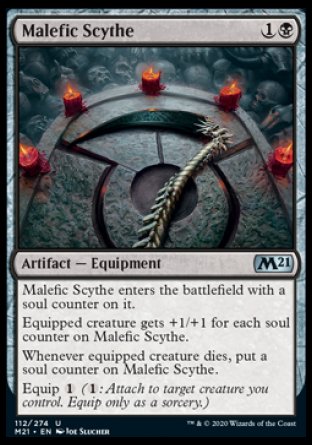 Malefic Scythe 1
Artifact — Equipment M21
Malefic Scythe enters the battlefield with a
soul counter on it.
Equipped creature gets +1/+1 for each soul
counter on Malefic Scythe.
Whenever equipped creature dies, put a
soul counter on Malefic Scythe.
Equip 1 (1: Attach to target creature you
control. Equip only as a sorcery.)
112/274 U
M21 • EN Joe Slucher
™ & © 2020 Wizards of the Coast